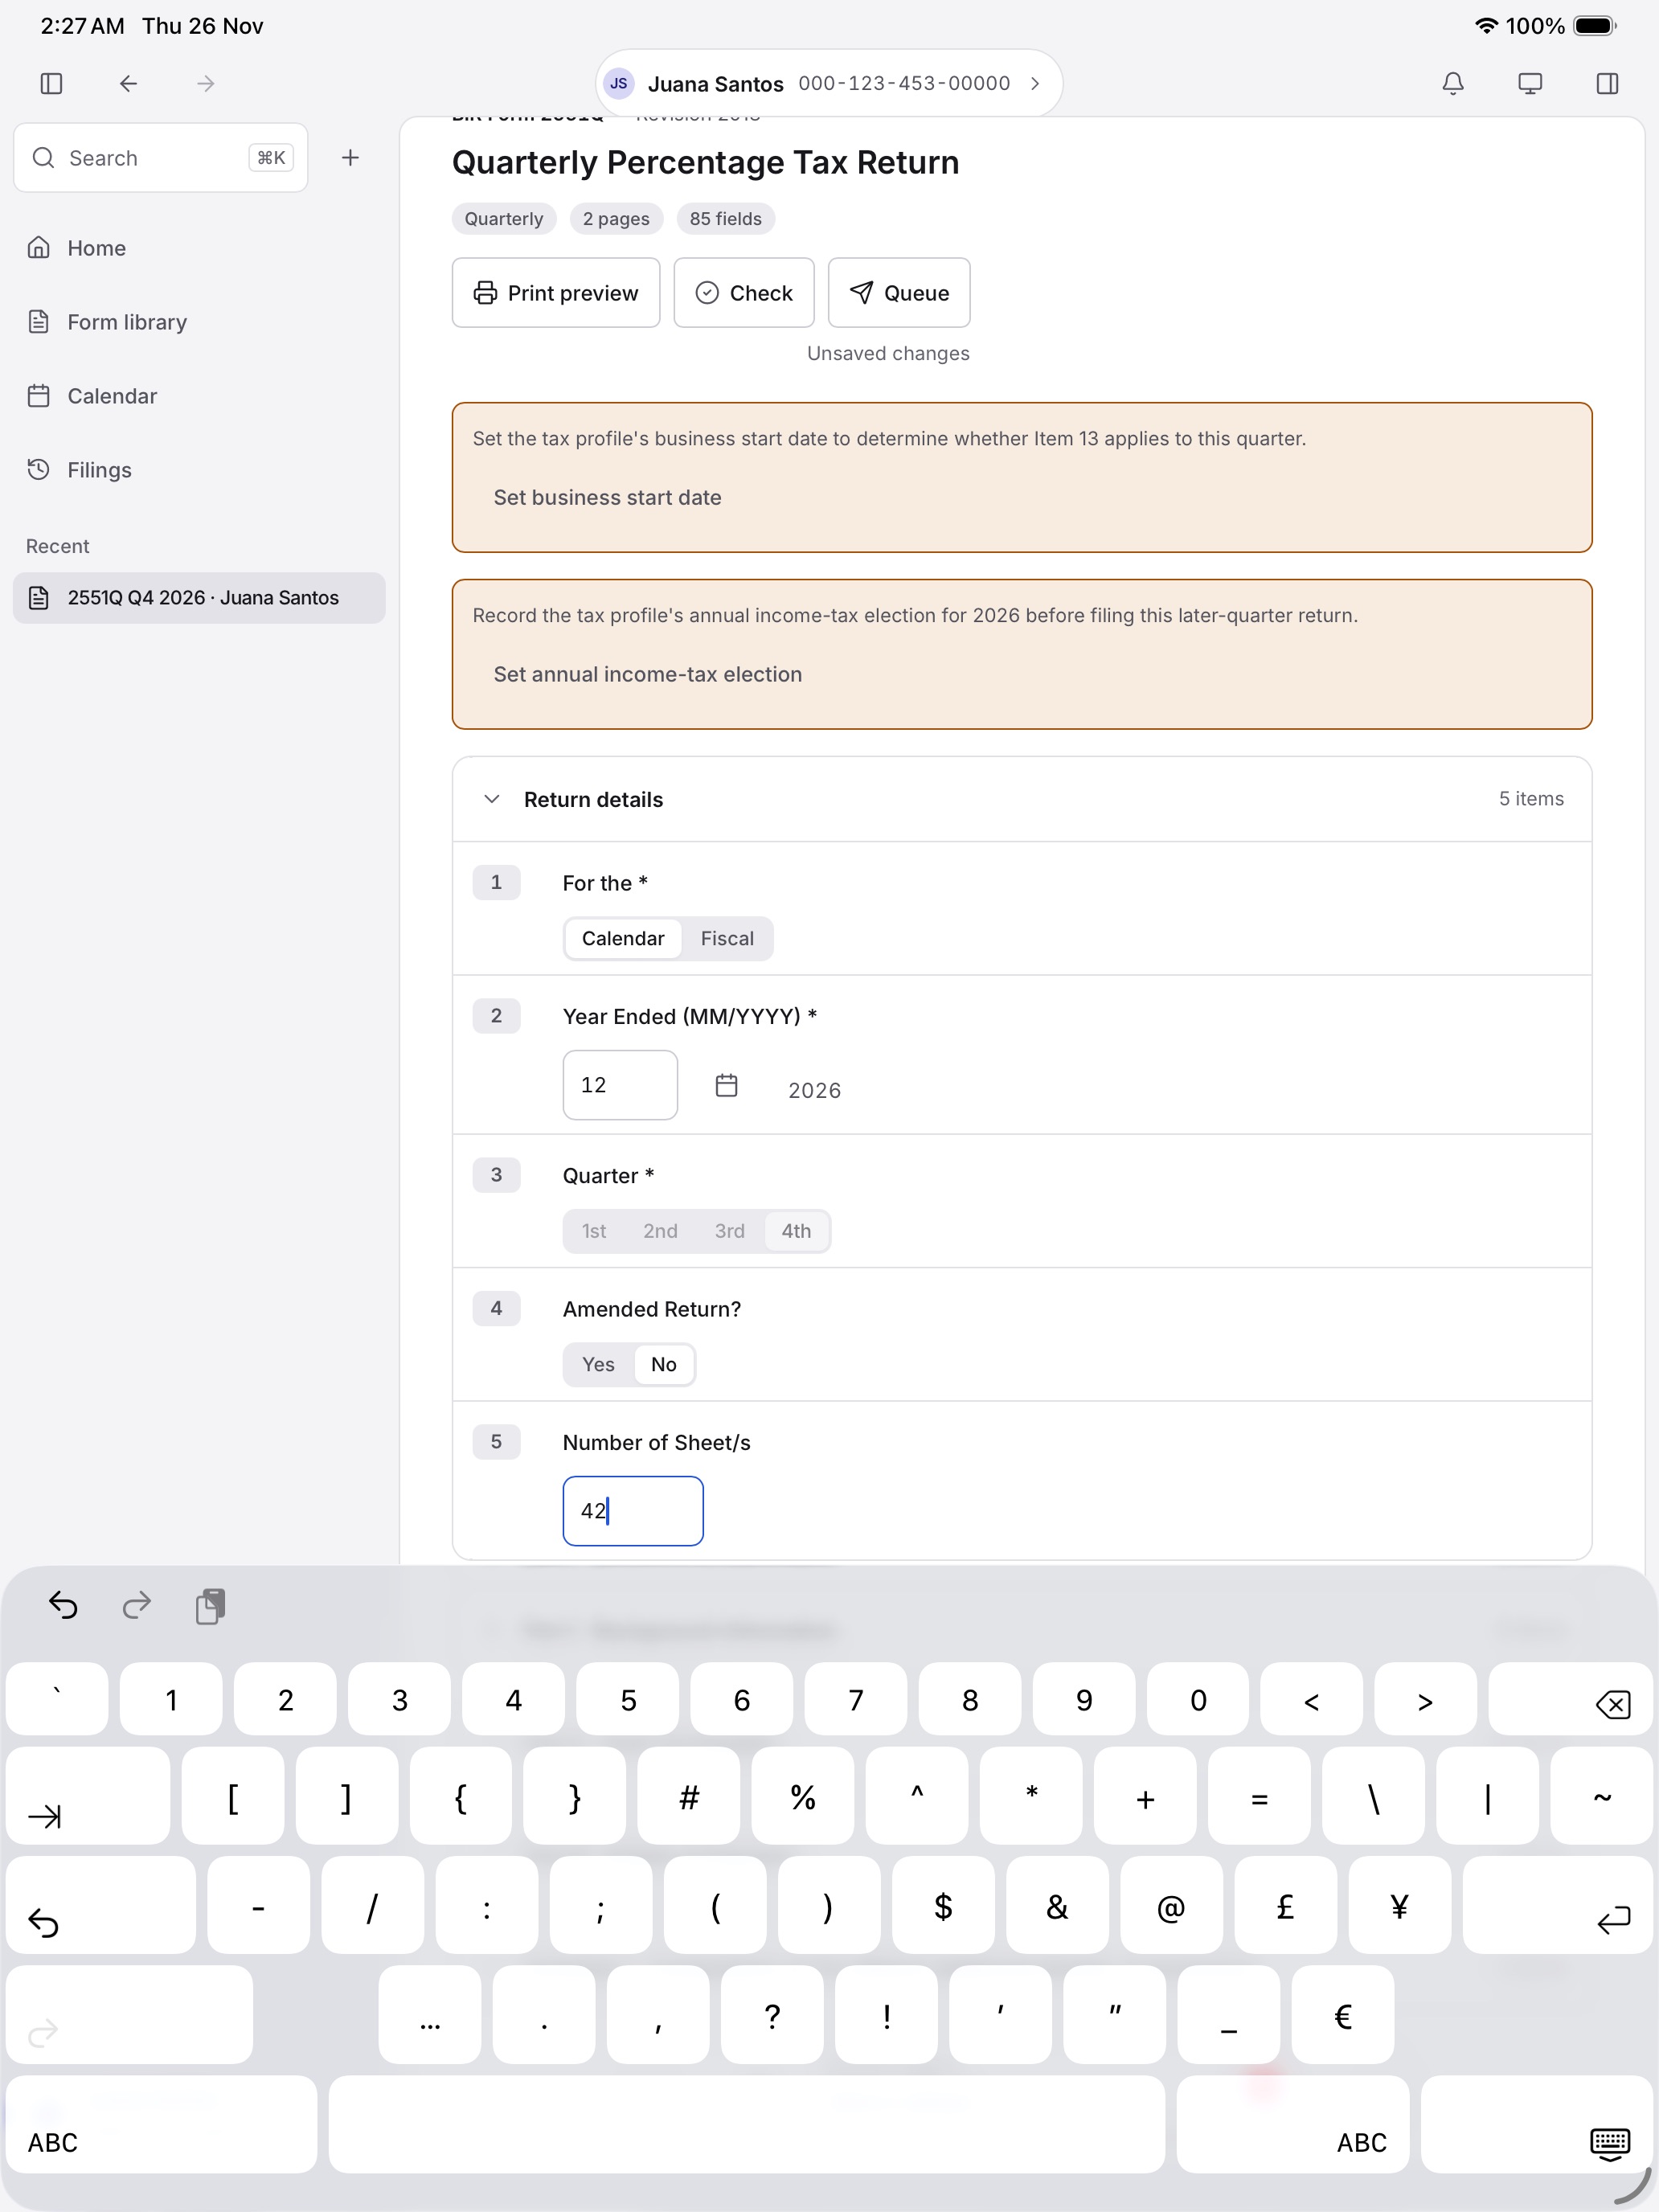 2:27 AM Thu 26 Nov
100%
JS Juana Santos 000-123-453-00000
Search ⌘K
Home
Form library
Calendar
Filings
Recent
2551Q Q4 2026 · Juana Santos
Quarterly Percentage Tax Return
Quarterly 2 pages 85 fields
Print preview Check Queue
Unsaved changes
Set the tax profile's business start date to determine whether Item 13 applies to this quarter.
Set business start date
Record the tax profile's annual income-tax election for 2026 before filing this later-quarter return.
Set annual income-tax election
Return details 5 items
1 For the *
Calendar Fiscal
2 Year Ended (MM/YYYY) *
12 2026
3 Quarter *
1st 2nd 3rd 4th
4 Amended Return?
Yes No
5 Number of Sheet/s
42
` 1 2 3 4 5 6 7 8 9 0 < >
[ ] { } # % ^ * + = \ | ~
- / : ; ( ) $ & @ £ ¥
... . , ? ! ' " _ €
ABC ABC